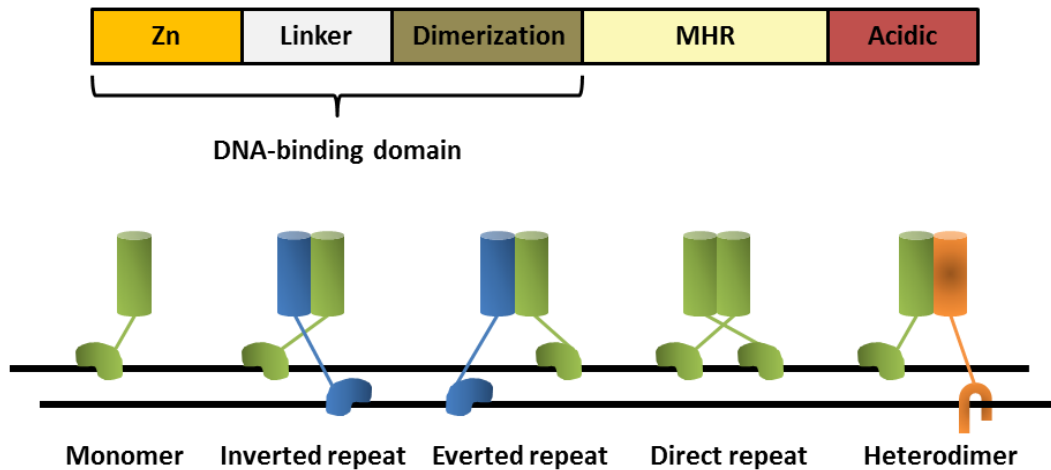 Zn Linker Dimerization MHR Acidic
DNA-binding domain
Monomer Inverted repeat Everted repeat Direct repeat Heterodimer